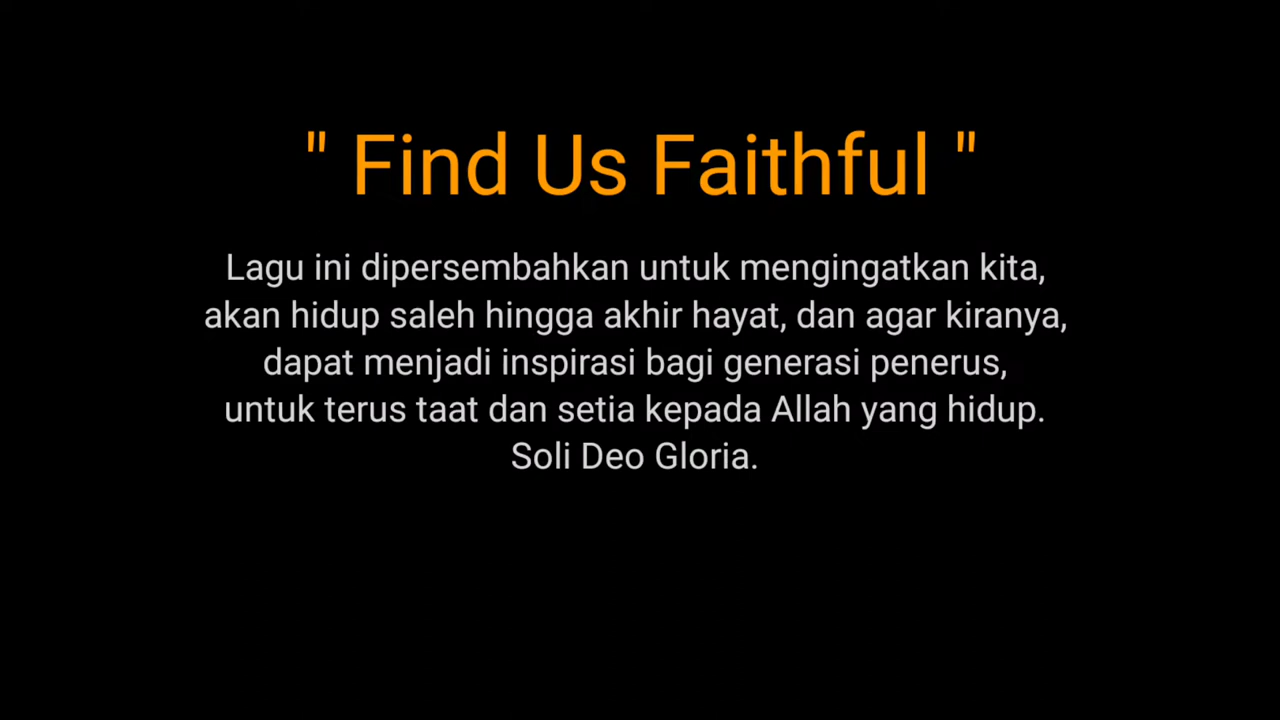 " Find Us Faithful "
Lagu ini dipersembahkan untuk mengingatkan kita,
akan hidup saleh hingga akhir hayat, dan agar kiranya,
dapat menjadi inspirasi bagi generasi penerus,
untuk terus taat dan setia kepada Allah yang hidup.
Soli Deo Gloria.